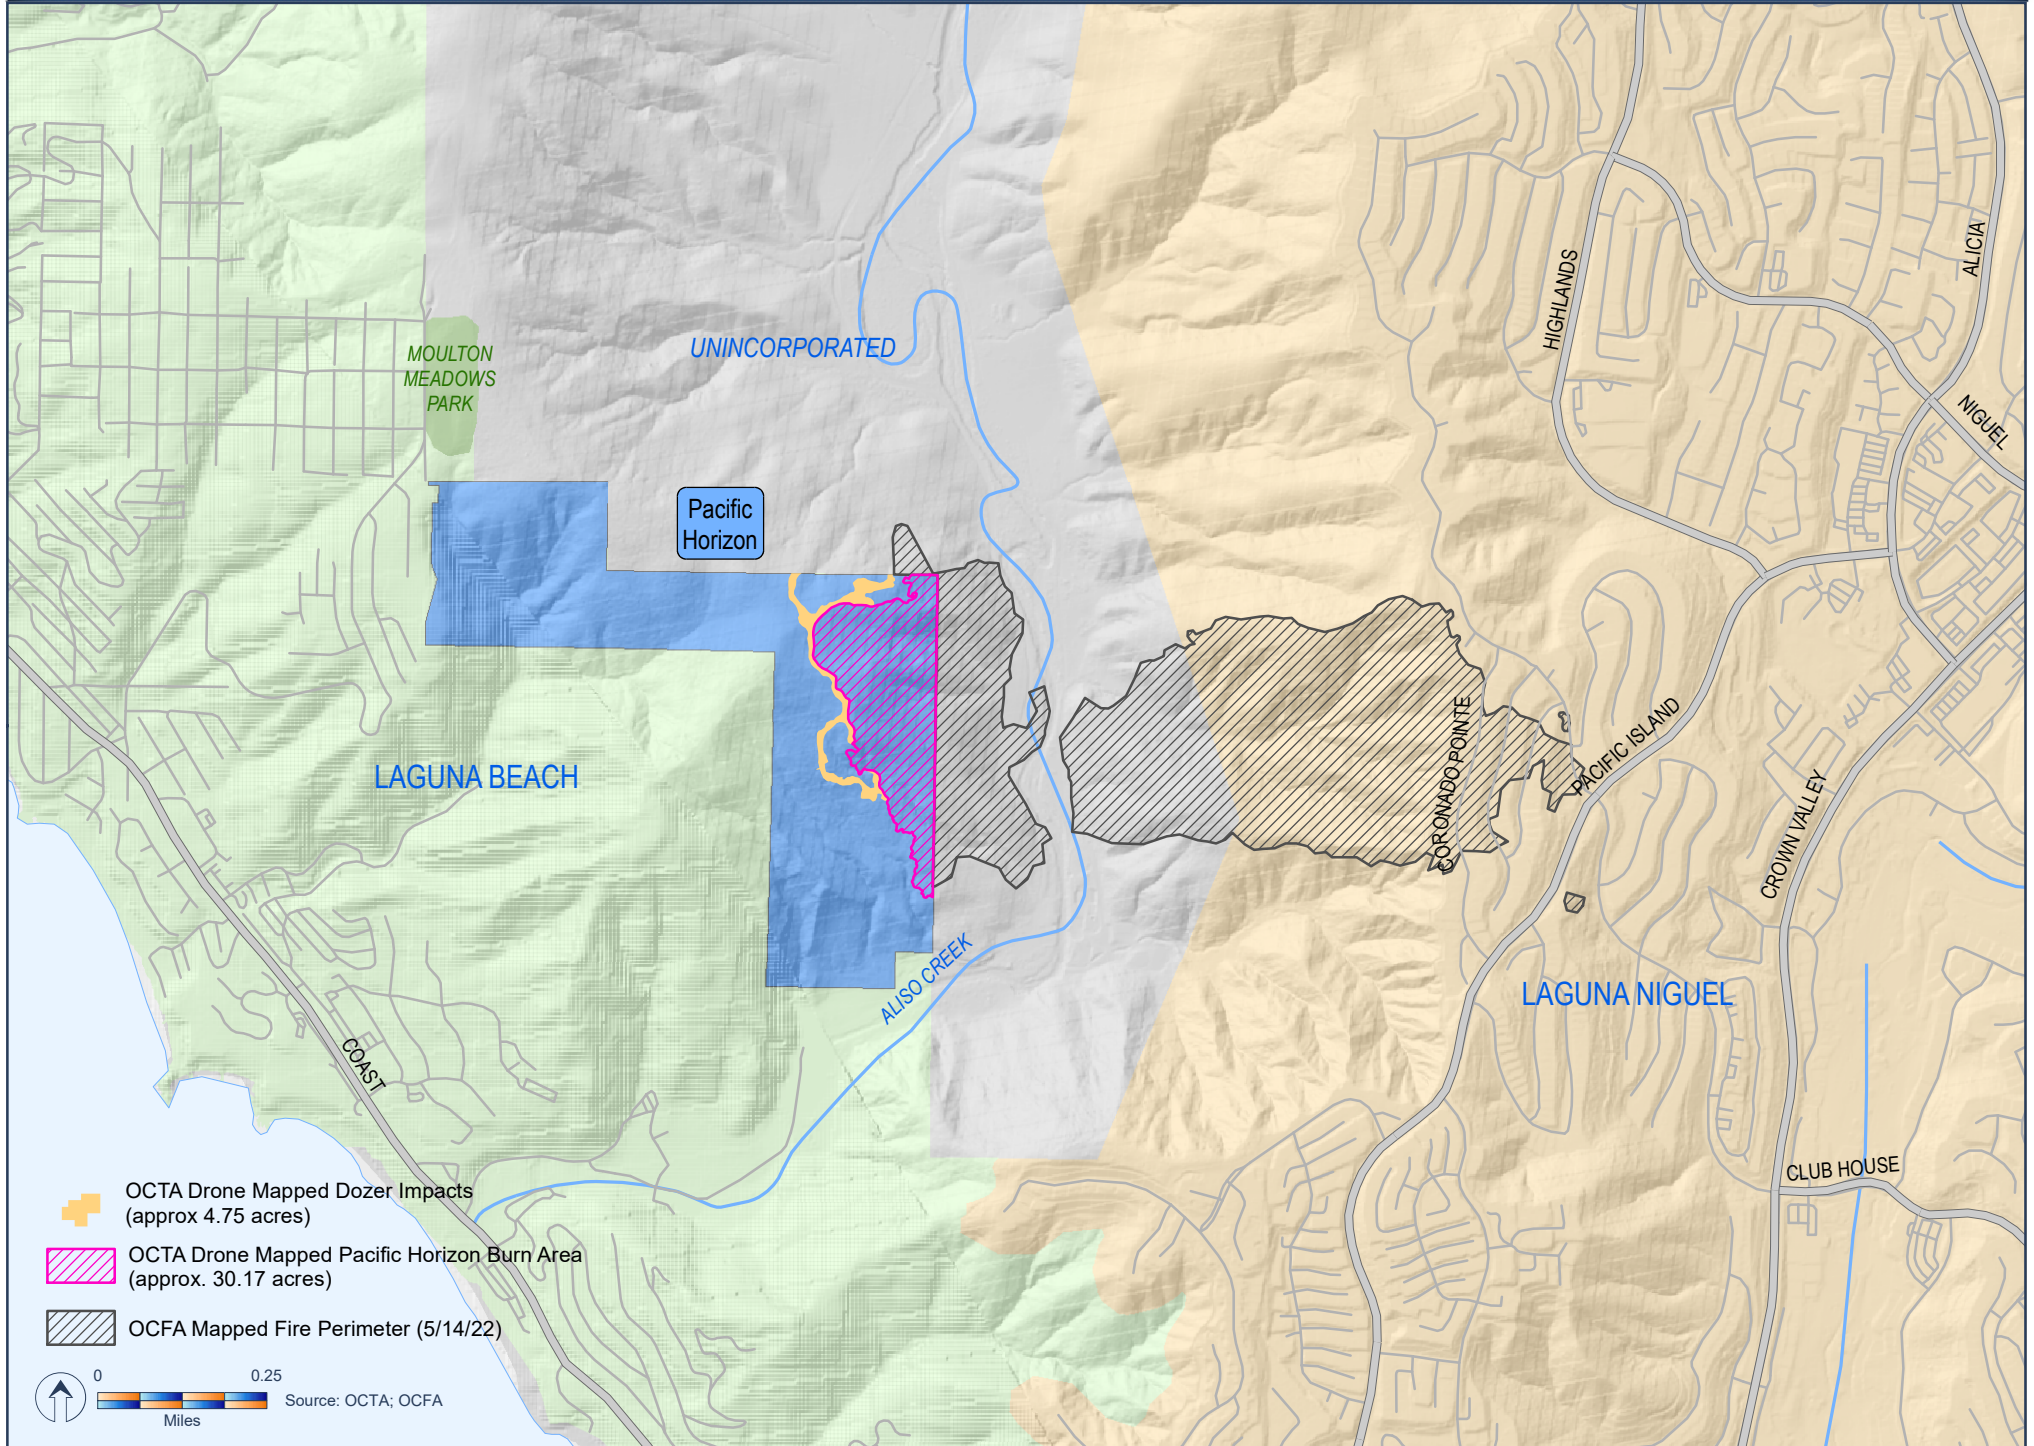 HIGHLANDS
ALICIA
MOULTON
MEADOWS
PARK
UNINCORPORATED
NIGUEL
Pacific
Horizon
CORONADO POINTE
PACIFIC ISLAND
LAGUNA BEACH
CROWN VALLEY
ALISO CREEK
LAGUNA NIGUEL
COAST
CLUB HOUSE
OCTA Drone Mapped Dozer Impacts
(approx 4.75 acres)
OCTA Drone Mapped Pacific Horizon Burn Area
(approx. 30.17 acres)
OCFA Mapped Fire Perimeter (5/14/22)
0 0.25
Miles
Source: OCTA; OCFA